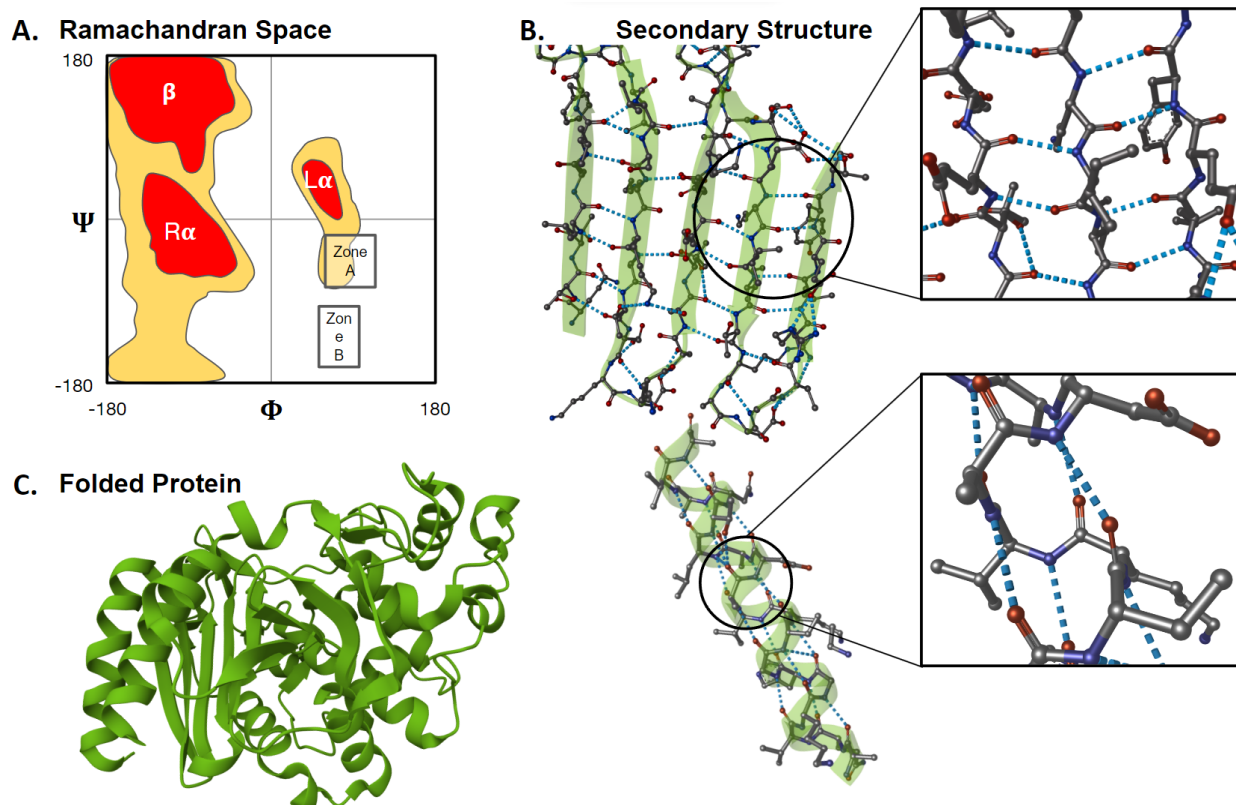 A. Ramachandran Space
180
β
Lα
Ψ
Rα
Zone
A
Zon
e
B
-180
-180
Φ
180
B. Secondary Structure
C. Folded Protein